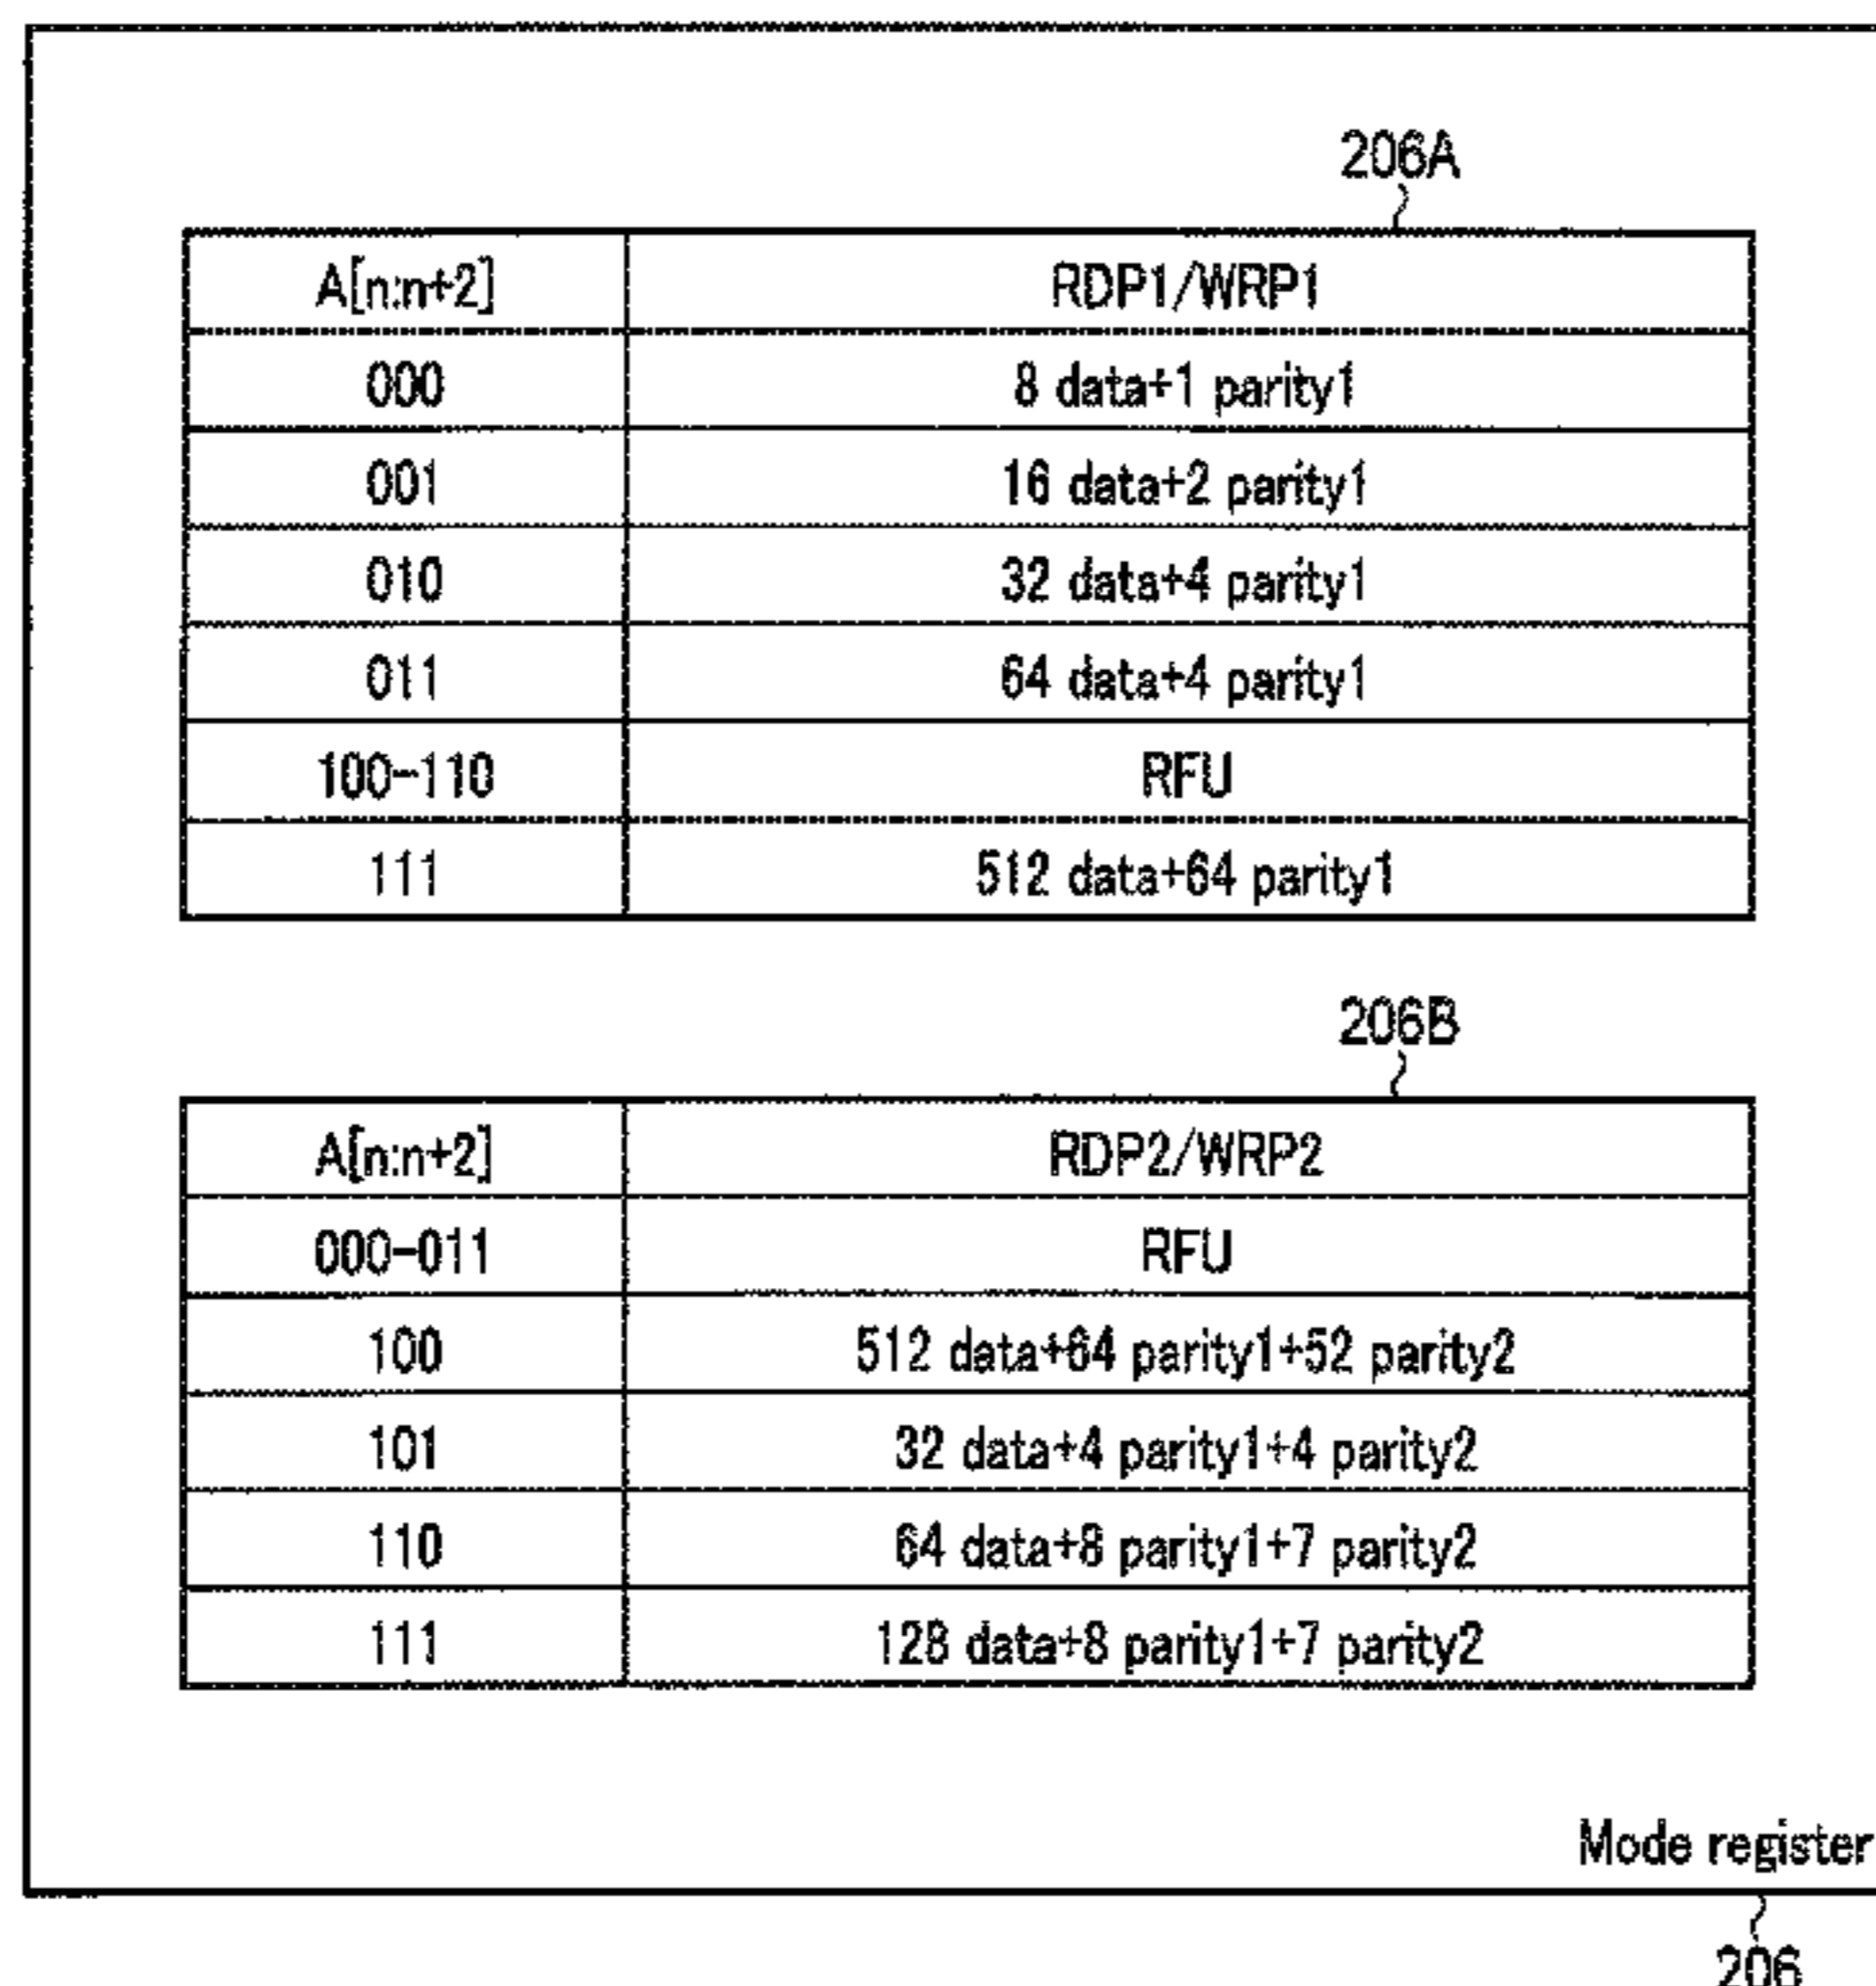 206A
A[n:n+2] RDP1/WRP1
000 8 data+1 parity1
001 16 data+2 parity1
010 32 data+4 parity1
011 64 data+4 parity1
100-110 RFU
111 512 data+64 parity1
206B
A[n:n+2] RDP2/WRP2
000-011 RFU
100 512 data+64 parity1+52 parity2
101 32 data+4 parity1+4 parity2
110 64 data+8 parity1+7 parity2
111 128 data+8 parity1+7 parity2
Mode register
206